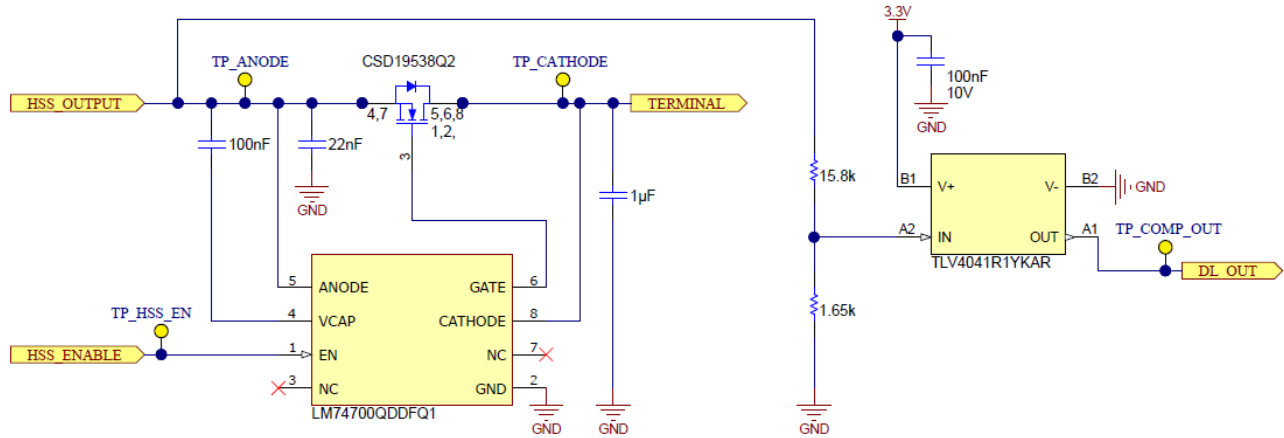 3.3V
TP_ANODE
CSD19538Q2
TP_CATHODE
HSS_OUTPUT
TERMINAL
100nF
10V
GND
4,7
5,6,8
1,2,
3
100nF
22nF
GND
15.8k
1µF
B1
V+
V-
B2
GND
A2
IN
OUT
A1
TP_COMP_OUT
TLV4041R1YKAR
DL_OUT
5
ANODE
GATE
6
4
VCAP
CATHODE
8
1.65k
TP_HSS_EN
HSS_ENABLE
1
EN
NC
7
3
NC
GND
2
LM74700QDDFQ1
GND
GND
GND